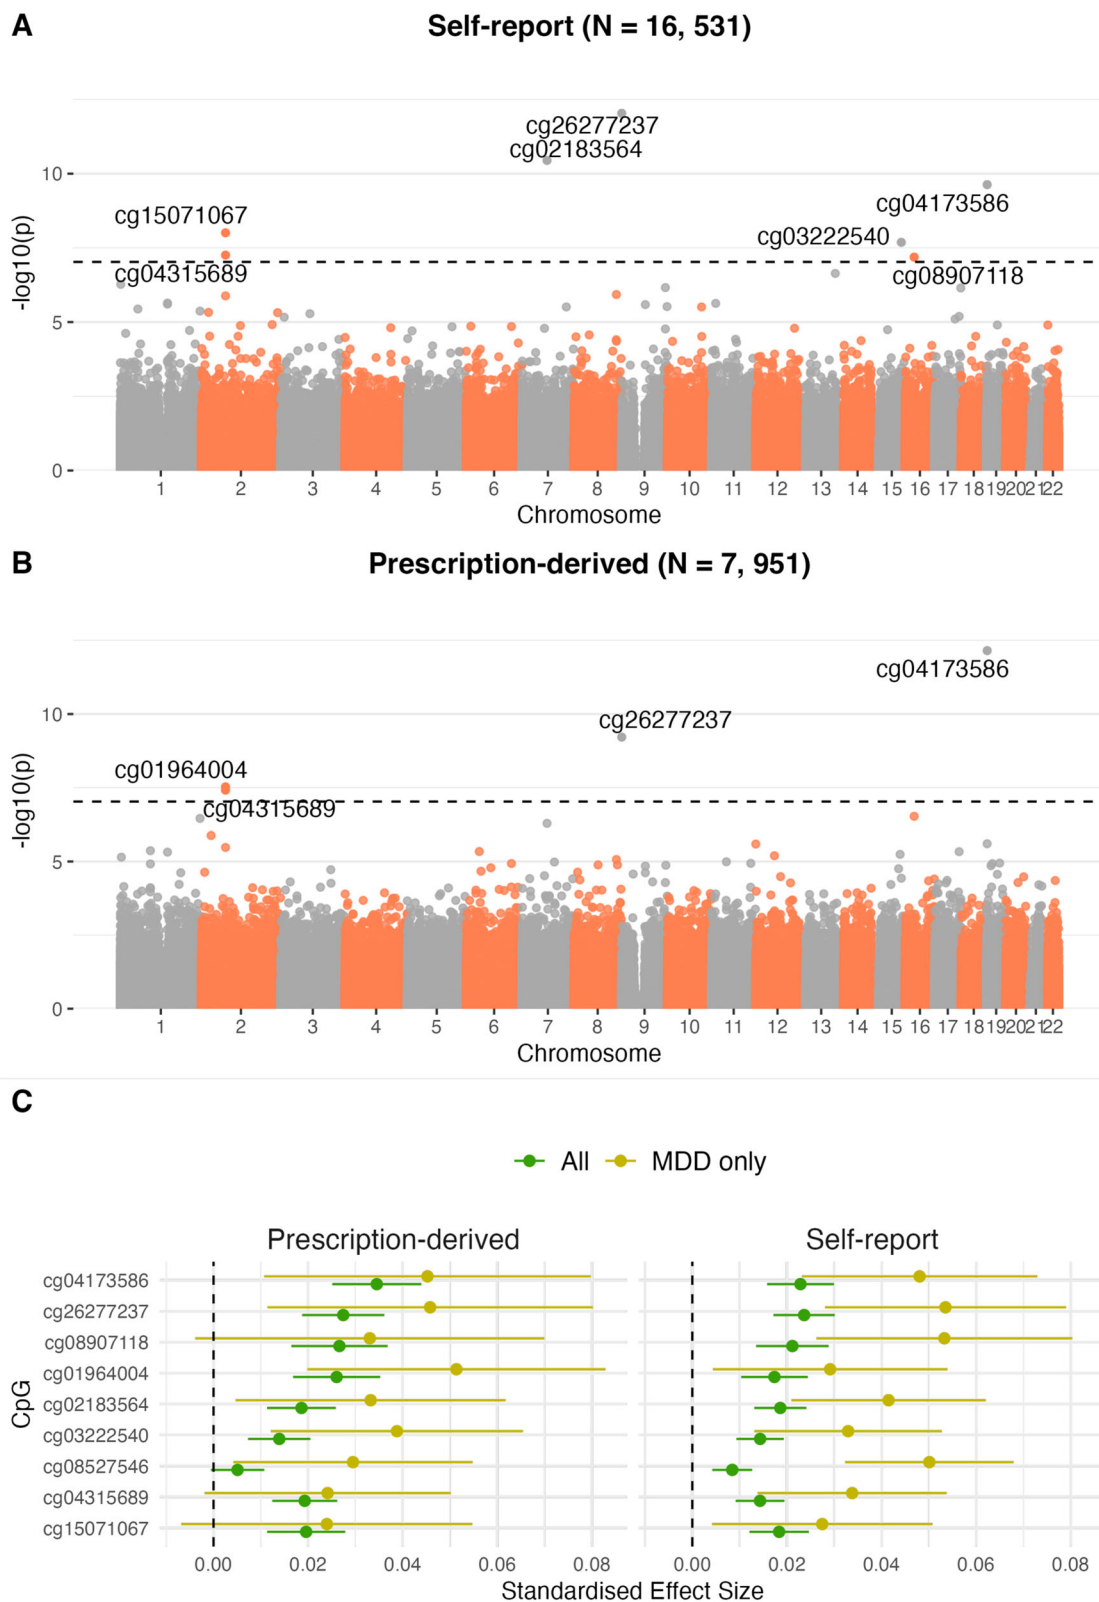 A
Self-report (N = 16, 531)
cg26277237
cg02183564
cg15071067
cg04173586
cg03222540
cg04315689
cg08907118
-log10(p)
10
5
0
1 2 3 4 5 6 7 8 9 10 11 12 13 14 15 16 17 18 19 20 21 22
Chromosome
B
Prescription-derived (N = 7, 951)
cg04173586
cg26277237
cg01964004
cg04315689
-log10(p)
10
5
0
1 2 3 4 5 6 7 8 9 10 11 12 13 14 15 16 17 18 19 20 21 22
Chromosome
C
All MDD only
Prescription-derived Self-report
CpG
cg04173586
cg26277237
cg08907118
cg01964004
cg02183564
cg03222540
cg08527546
cg04315689
cg15071067
0.00 0.02 0.04 0.06 0.08 0.00 0.02 0.04 0.06 0.08
Standardised Effect Size